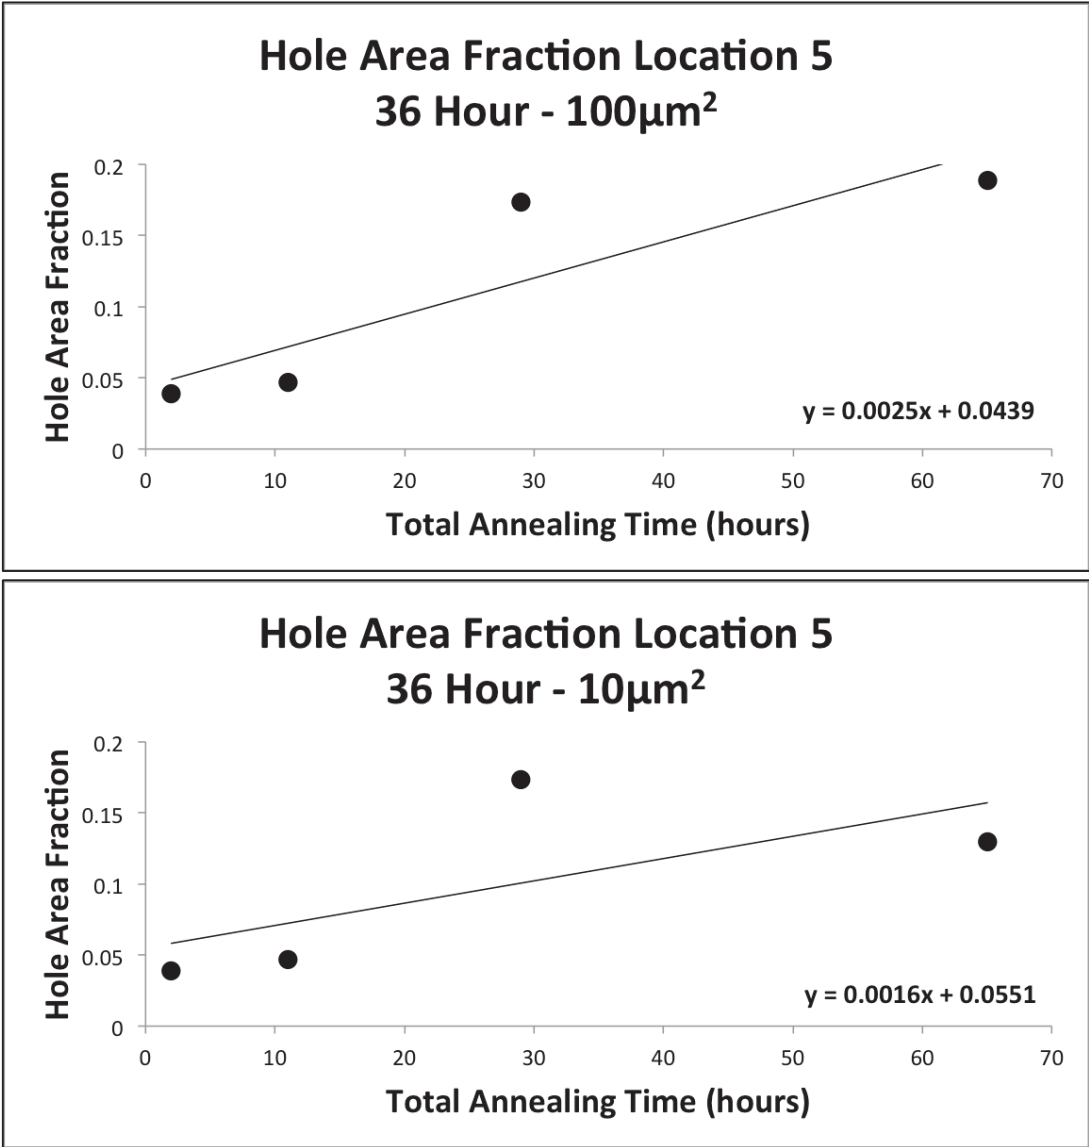 Hole Area Fraction Location 5
36 Hour - 100μm²
Hole Area Fraction
0.2
0.15
0.1
0.05
0
0 10 20 30 40 50 60 70
y = 0.0025x + 0.0439
Total Annealing Time (hours)
Hole Area Fraction Location 5
36 Hour - 10μm²
Hole Area Fraction
0.2
0.15
0.1
0.05
0
0 10 20 30 40 50 60 70
y = 0.0016x + 0.0551
Total Annealing Time (hours)